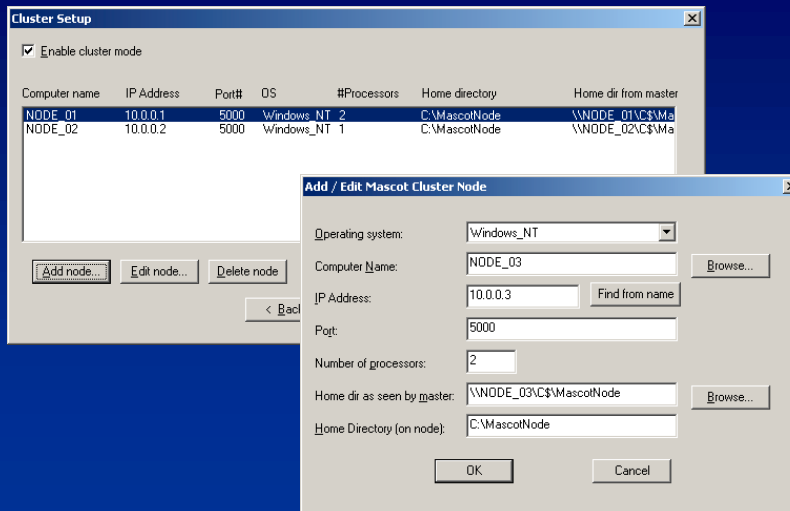 Cluster Setup
Enable cluster mode
Computer name IP Address Port# OS #Processors Home directory Home dir from master
NODE_01 10.0.0.1 5000 Windows_NT 2 C:\MascotNode \\NODE_01\C$\Ma
NODE_02 10.0.0.2 5000 Windows_NT 1 C:\MascotNode \\NODE_02\C$\Ma
Add node... Edit node... Delete node
< Bac
Add / Edit Mascot Cluster Node
Operating system: Windows_NT
Computer Name: NODE_03 Browse...
IP Address: 10.0.0.3 Find from name
Port: 5000
Number of processors: 2
Home dir as seen by master: \\NODE_03\C$\MascotNode Browse...
Home Directory (on node): C:\MascotNode
OK Cancel